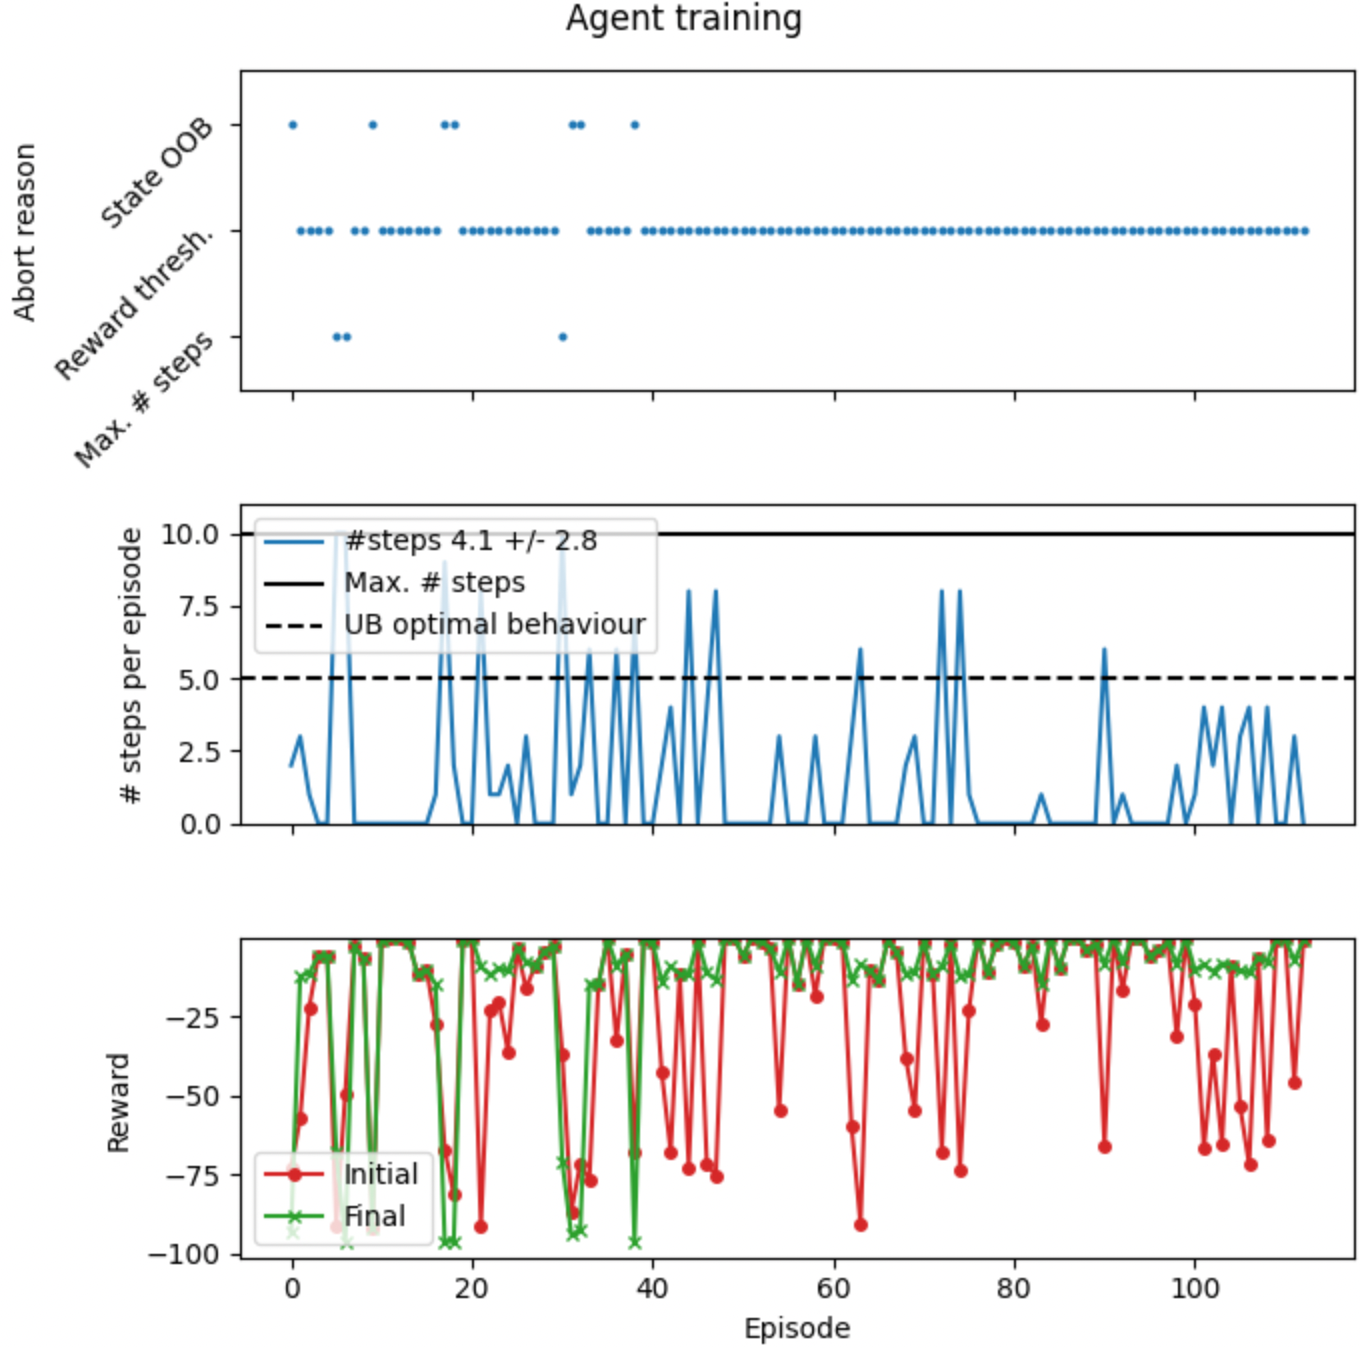 Agent training
Abort reason
State OOB
Reward thresh.
Max. # steps
# steps per episode
10.0
7.5
5.0
2.5
0.0
#steps 4.1 +/- 2.8
Max. # steps
UB optimal behaviour
Reward
−25
−50
−75
−100
Initial
Final
0 20 40 60 80 100
Episode